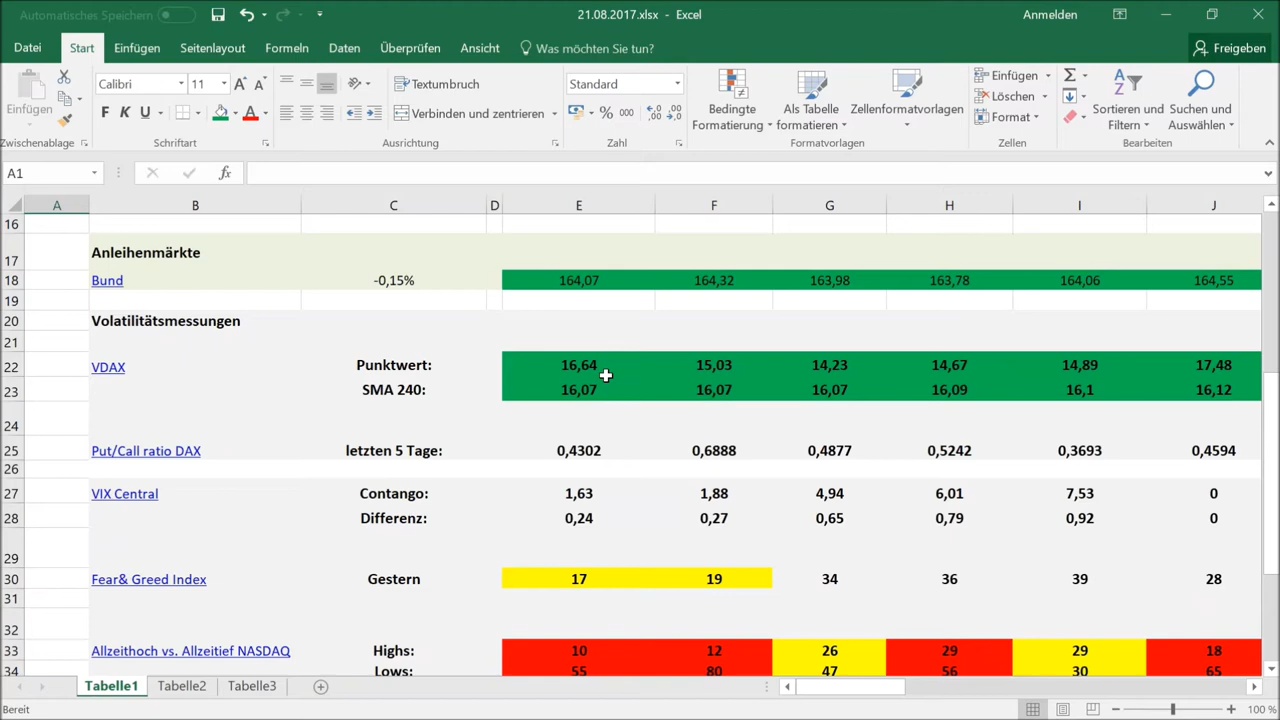 Automatisches Speichern
21.08.2017.xlsx - Excel
Anmelden
Datei Start Einfügen Seitenlayout Formeln Daten Überprüfen Ansicht Was möchten Sie tun? Freigeben
Calibri 11 Textumbruch Standard Einfügen
Einfügen Bedingte Formatierung Als Tabelle formatieren Zellenformatvorlagen Löschen Sortieren und Filtern Suchen und Auswählen
F K U A Verbinden und zentrieren % 000 Format
Zwischenablage Schriftart Ausrichtung Zahl Formatvorlagen Zellen Bearbeiten
A1 fx
A B C D E F G H I J
16
17 Anleihenmärkte
18 Bund -0,15% 164,07 164,32 163,98 163,78 164,06 164,55
19
20 Volatilitätsmessungen
21
22 VDAX Punktwert: 16,64 15,03 14,23 14,67 14,89 17,48
23 SMA 240: 16,07 16,07 16,07 16,09 16,1 16,12
24
25 Put/Call ratio DAX letzten 5 Tage: 0,4302 0,6888 0,4877 0,5242 0,3693 0,4594
26
27 VIX Central Contango: 1,63 1,88 4,94 6,01 7,53 0
28 Differenz: 0,24 0,27 0,65 0,79 0,92 0
29
30 Fear& Greed Index Gestern 17 19 34 36 39 28
31
32
33 Allzeithoch vs. Allzeitief NASDAQ Highs: 10 12 26 29 29 18
34 Lows: 55 80 47 56 30 65
Tabelle1 Tabelle2 Tabelle3
Bereit 100 %